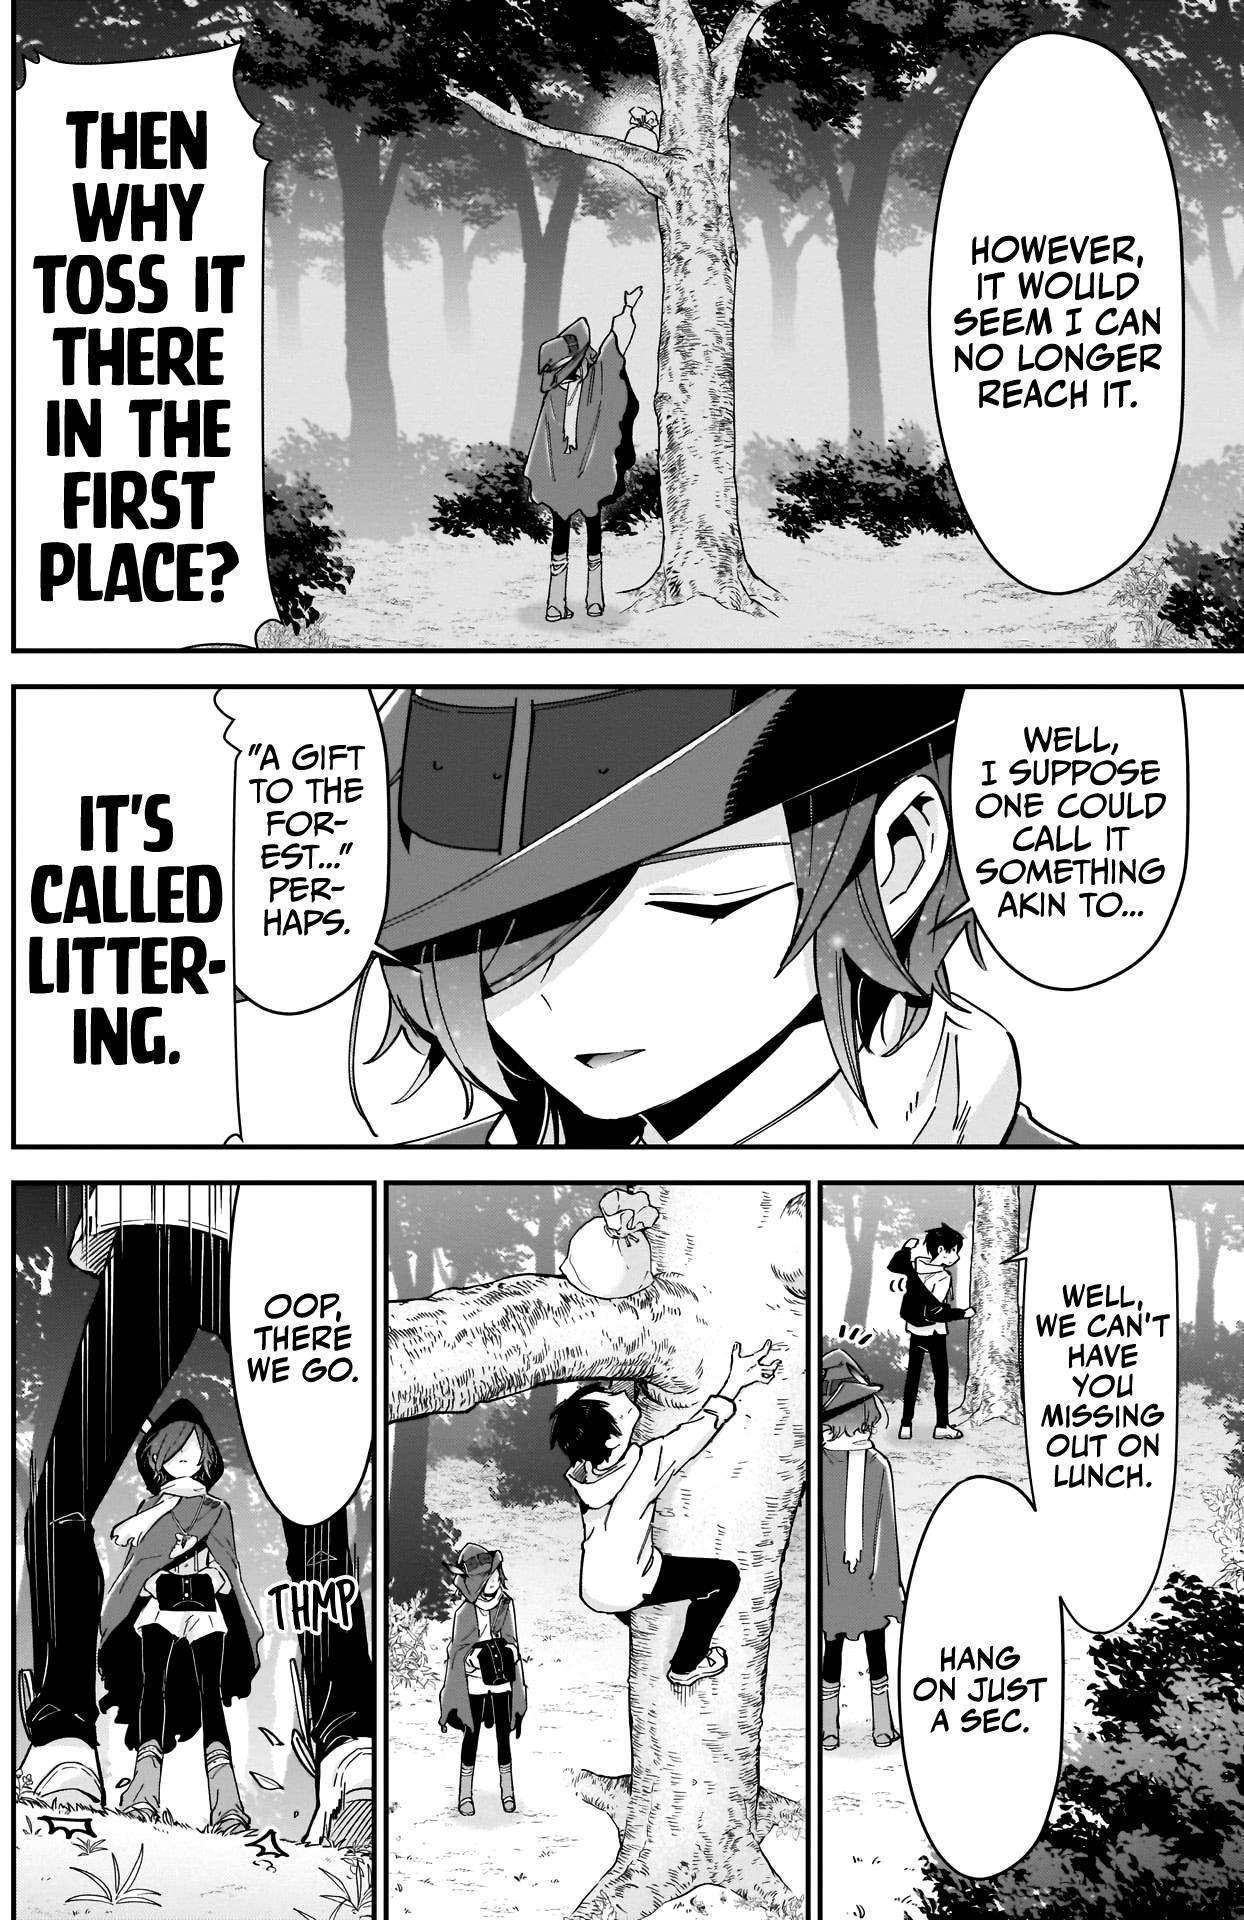 HOWEVER,
IT WOULD
SEEM I CAN
NO LONGER
REACH IT.
THEN
WHY
TOSS IT
THERE
IN THE
FIRST
PLACE?
WELL,
I SUPPOSE
ONE COULD
CALL IT
SOMETHING
AKIN TO...
"A GIFT
TO THE
FOR-
EST..."
PER-
HAPS.
IT'S
CALLED
LITTER-
ING.
WELL,
WE CAN'T
HAVE
YOU
MISSING
OUT ON
LUNCH.
HANG
ON JUST
A SEC.
OOP,
THERE
WE GO.
THMP